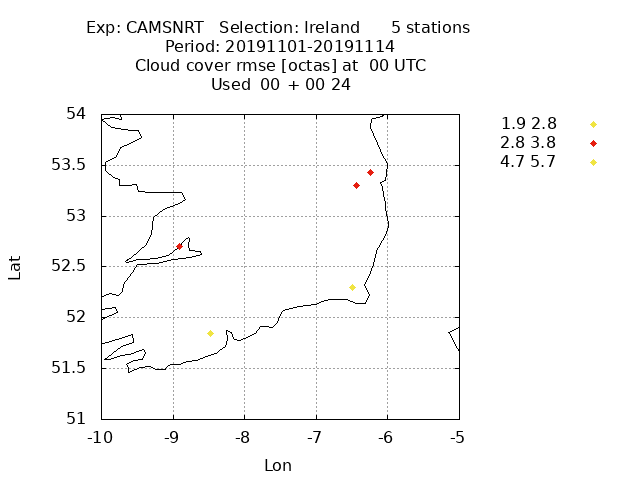 Exp: CAMSNRT   Selection: Ireland      5 stations
Period: 20191101-20191114
Cloud cover rmse [octas] at  00 UTC
Used  00 + 00 24
1.9 2.8
2.8 3.8
4.7 5.7
54
53.5
53
52.5
52
51.5
51
Lat
-10 -9 -8 -7 -6 -5
Lon